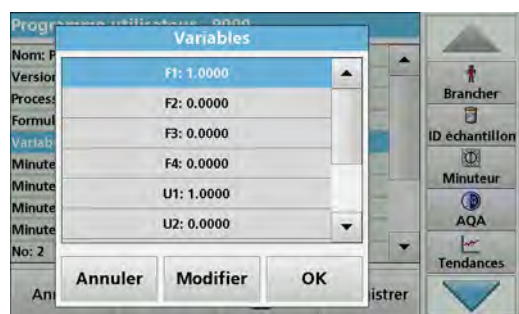 Variables
F1: 1.0000
F2: 0.0000
F3: 0.0000
F4: 0.0000
U1: 1.0000
U2: 0.0000
Annuler
Modifier
OK
Nom: P
Version
Process
Formul
Variab
Minute
Minute
Minute
Minute
No: 2
Brancher
ID échantillon
Minuteur
AQA
Tendances